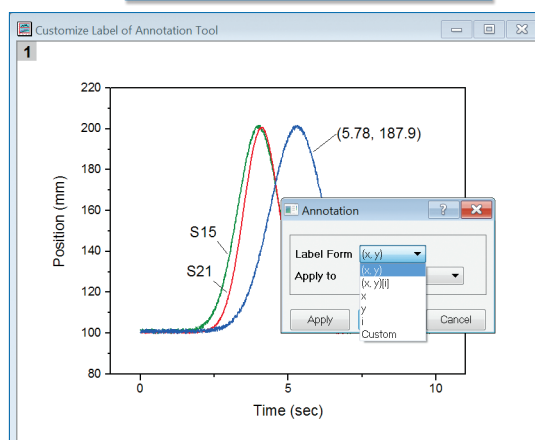 Customize Label of Annotation Tool
1
220
200
180
160
140
120
100
80
Position (mm)
(5.78, 187.9)
S15
S21
Annotation
?
Label Form (x, y)
(x, y)
Apply to
(x, y)[i]
x
y
i
Custom
Apply
Cancel
0
5
10
Time (sec)